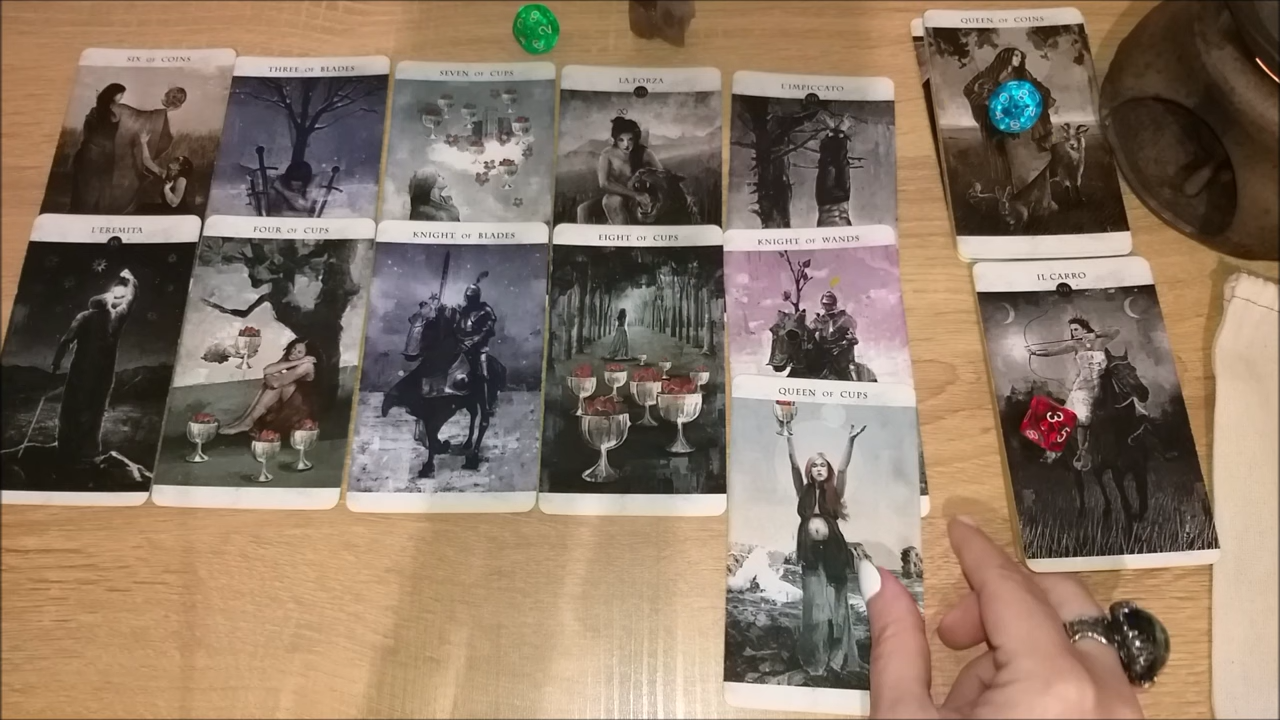 SIX OF COINS
THREE OF BLADES
SEVEN OF CUPS
LA FORZA
L'IMPICCATO
QUEEN OF COINS
L'EREMITA
FOUR OF CUPS
KNIGHT OF BLADES
EIGHT OF CUPS
KNIGHT OF WANDS
IL CARRO
QUEEN OF CUPS